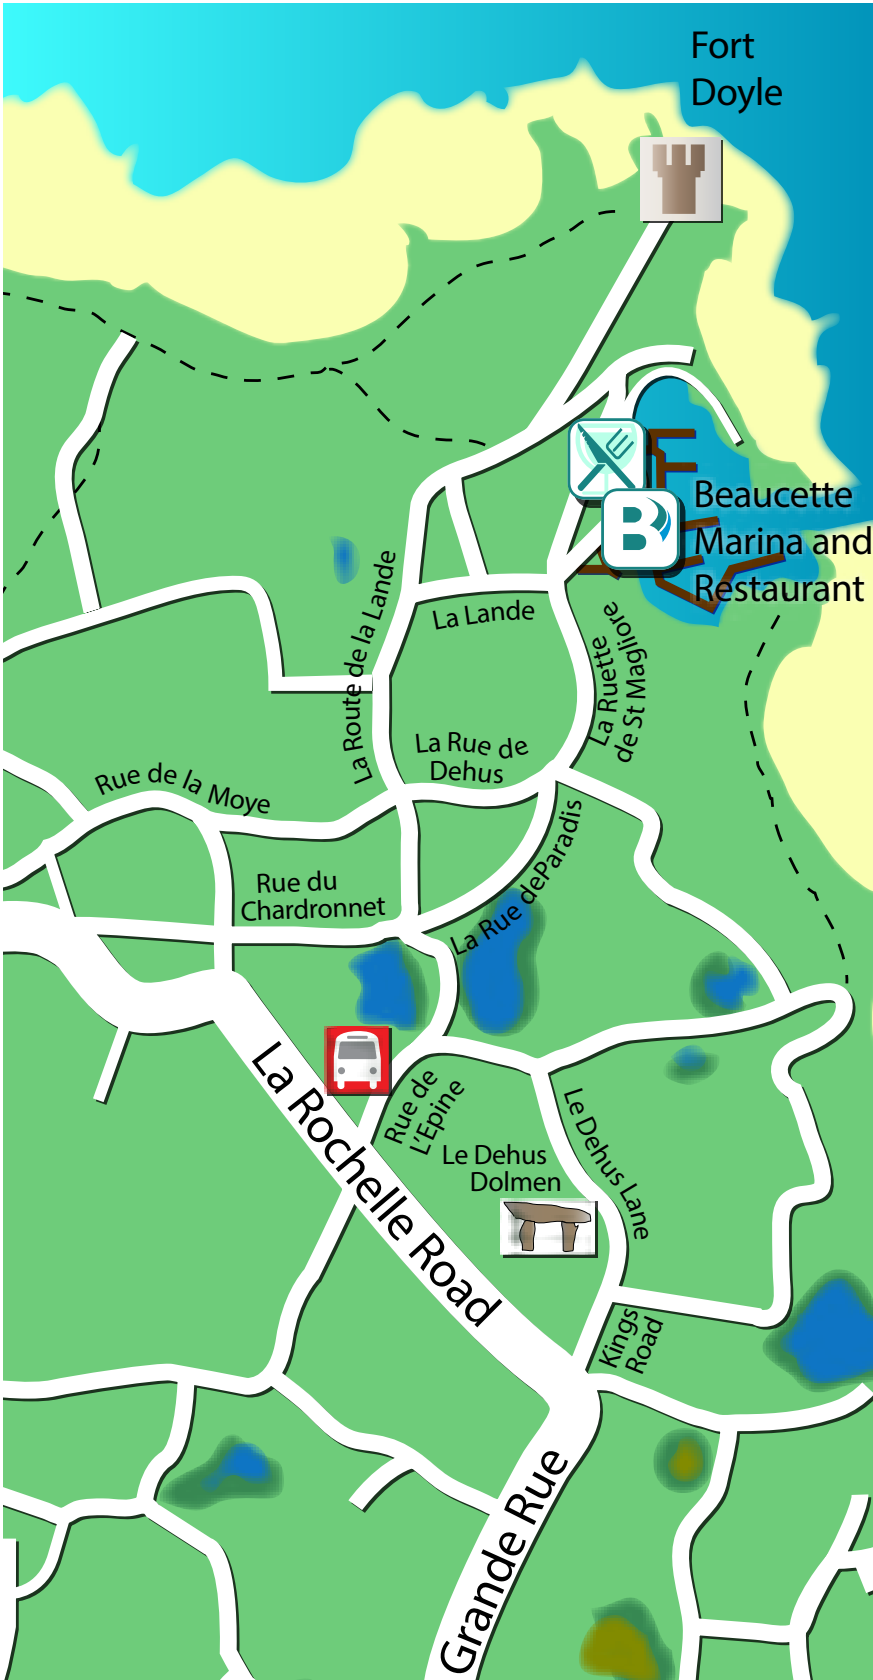 Fort
Doyle
Beaucette
Marina and
Restaurant
B
La Lande
La Route de la Lande
La Ruette
de St Magliore
La Rue de
Dehus
Rue de la Moye
La Rue deParadis
Rue du
Chardronnet
La Rochelle Road
Rue de
L'Epine
Le Dehus Lane
Le Dehus
Dolmen
Kings
Road
Grande Rue